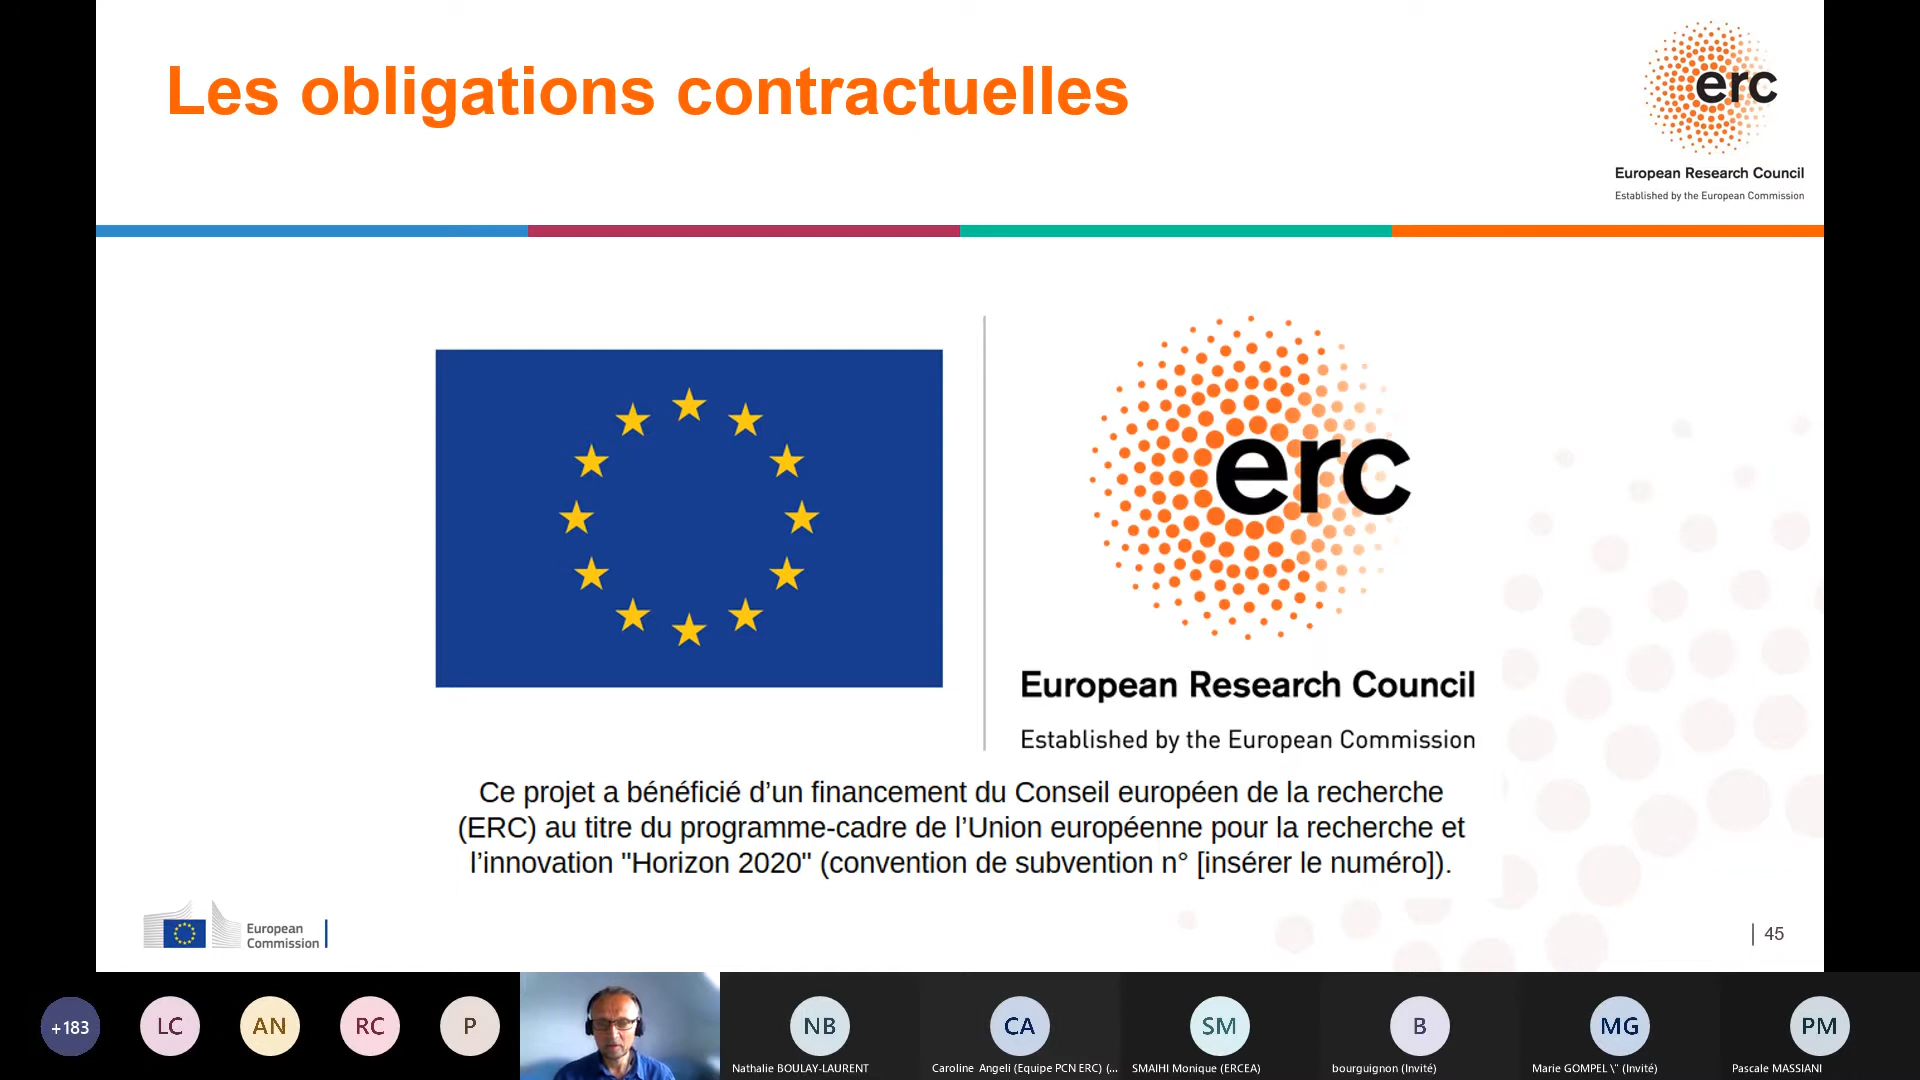 Les obligations contractuelles
erc
European Research Council
Established by the European Commission
erc
European Research Council
Established by the European Commission
Ce projet a bénéficié d’un financement du Conseil européen de la recherche
(ERC) au titre du programme-cadre de l’Union européenne pour la recherche et
l’innovation "Horizon 2020" (convention de subvention n° [insérer le numéro]).
European
Commission
45
+183
LC
AN
RC
P
NB
CA
SM
B
MG
PM
Nathalie BOULAY-LAURENT
Caroline Angeli (Equipe PCN ERC) (...
SMAIHI Monique (ERCEA)
bourguignon (Invité)
Marie GOMPEL \" (Invité)
Pascale MASSIANI